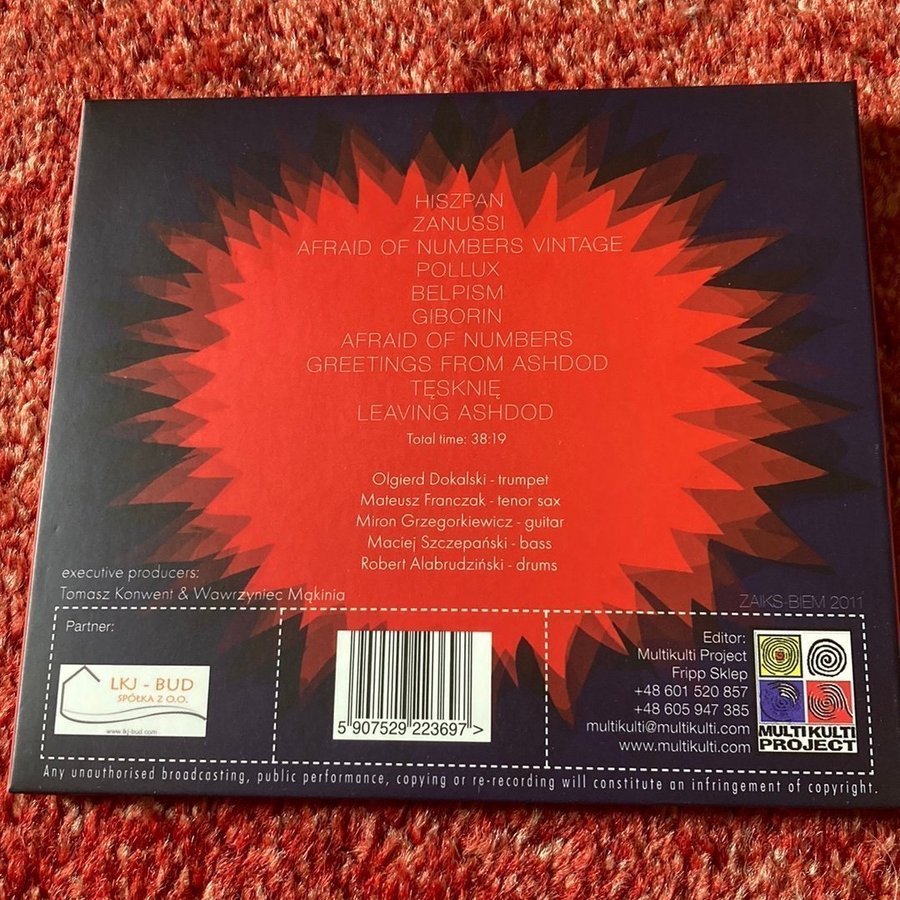 HISZPAN
ZANUSSI
AFRAID OF NUMBERS VINTAGE
POLLUX
BELPISM
GIBORIN
AFRAID OF NUMBERS
GREETINGS FROM ASHDOD
TĘSKNIĘ
LEAVING ASHDOD
Total time: 38:19
Olgierd Dokalski - trumpet
Mateusz Franczak - tenor sax
Miron Grzegorkiewicz - guitar
Maciej Szczepański - bass
Robert Alabrudziński - drums
executive producers:
Tomasz Konwent & Wawrzyniec Mąkinia
ZAIKS-BIEM 2011
Partner:
LKJ - BUD
SPÓŁKA Z O.O.
www.lkj-bud.com
5 907529 223697 >
Editor:
Multikulti Project
Fripp Sklep
+48 601 520 857
+48 605 947 385
multikulti@multikulti.com
www.multikulti.com
MULTIKULTI
PROJECT
Any unauthorised broadcasting, public performance, copying or re-recording will constitute an infringement of copyright.